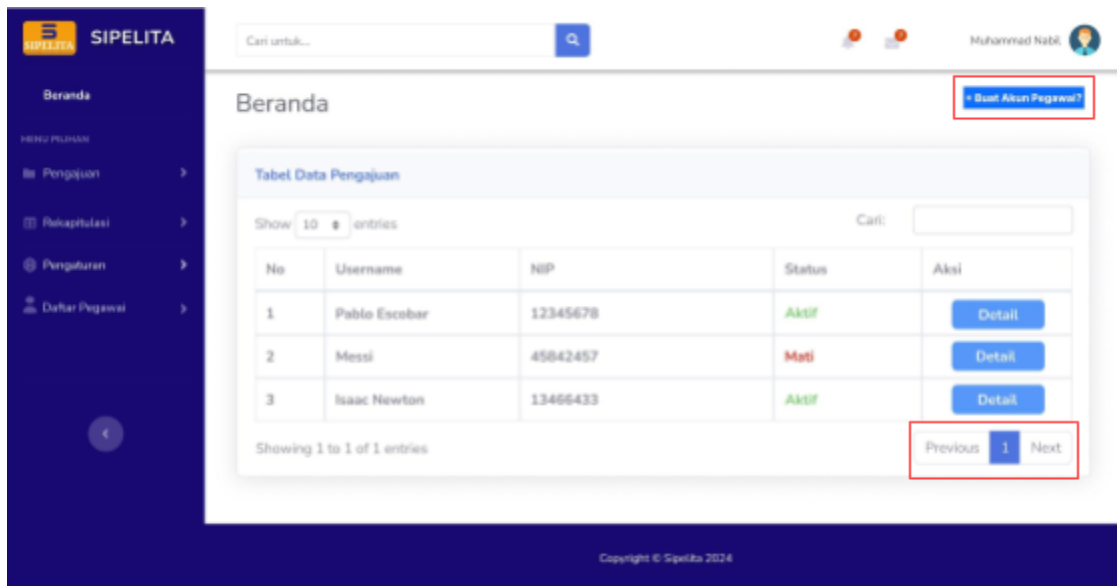 SIPELITA SIPELITA
Cari untuk...
Muhammad Nabil
Beranda
Beranda
+ Buat Akun Pegawai?
MENU PILIHAN
Pengajuan
Rekapitulasi
Pengaturan
Daftar Pegawai
Tabel Data Pengajuan
Show 10 entries
Cari:
No Username NIP Status Aksi
1 Pablo Escobar 12345678 Aktif Detail
2 Messi 45842457 Mati Detail
3 Isaac Newton 13466433 Aktif Detail
Showing 1 to 1 of 1 entries
Previous 1 Next
Copyright © Sipelita 2024